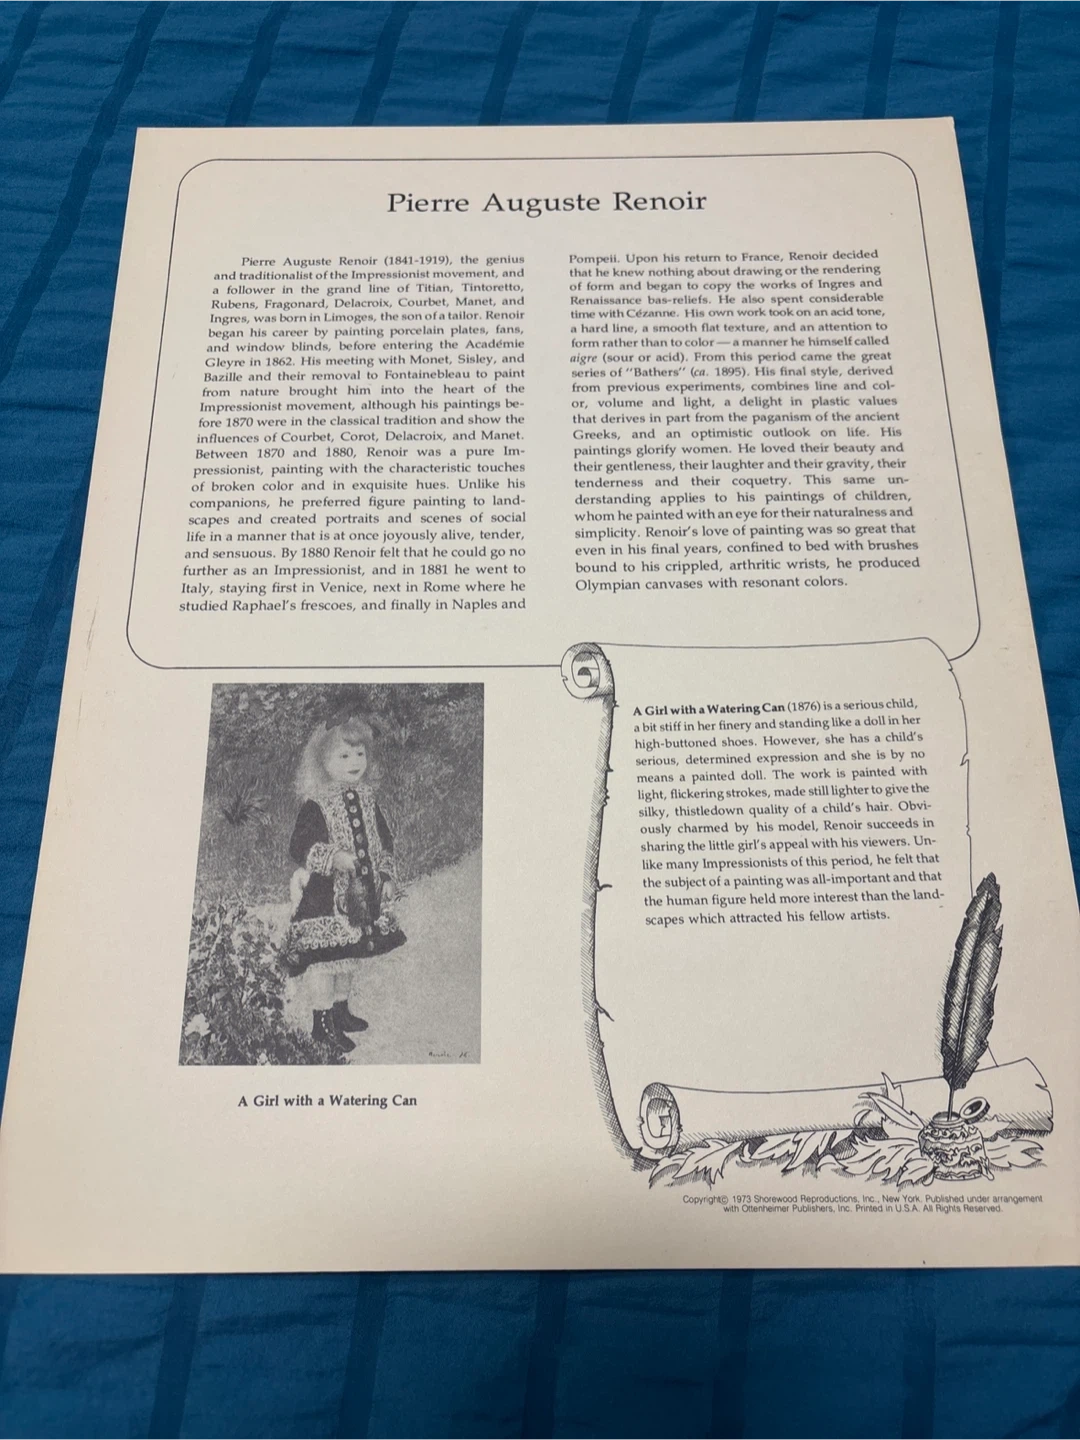 Pierre Auguste Renoir
Pierre Auguste Renoir (1841-1919), the genius
and traditionalist of the Impressionist movement, and
a follower in the grand line of Titian, Tintoretto,
Rubens, Fragonard, Delacroix, Courbet, Manet, and
Ingres, was born in Limoges, the son of a tailor. Renoir
began his career by painting porcelain plates, fans,
and window blinds, before entering the Académie
Gleyre in 1862. His meeting with Monet, Sisley, and
Bazille and their removal to Fontainebleau to paint
from nature brought him into the heart of the
Impressionist movement, although his paintings be-
fore 1870 were in the classical tradition and show the
influences of Courbet, Corot, Delacroix, and Manet.
Between 1870 and 1880, Renoir was a pure Im-
pressionist, painting with the characteristic touches
of broken color and in exquisite hues. Unlike his
companions, he preferred figure painting to land-
scapes and created portraits and scenes of social
life in a manner that is at once joyously alive, tender,
and sensuous. By 1880 Renoir felt that he could go no
further as an Impressionist, and in 1881 he went to
Italy, staying first in Venice, next in Rome where he
studied Raphael's frescoes, and finally in Naples and
Pompeii. Upon his return to France, Renoir decided
that he knew nothing about drawing or the rendering
of form and began to copy the works of Ingres and
Renaissance bas-reliefs. He also spent considerable
time with Cézanne. His own work took on an acid tone,
a hard line, a smooth flat texture, and an attention to
form rather than to color — a manner he himself called
aigre (sour or acid). From this period came the great
series of "Bathers" (ca. 1895). His final style, derived
from previous experiments, combines line and col-
or, volume and light, a delight in plastic values
that derives in part from the paganism of the ancient
Greeks, and an optimistic outlook on life. His
paintings glorify women. He loved their beauty and
their gentleness, their laughter and their gravity, their
tenderness and their coquetry. This same un-
derstanding applies to his paintings of children,
whom he painted with an eye for their naturalness and
simplicity. Renoir's love of painting was so great that
even in his final years, confined to bed with brushes
bound to his crippled, arthritic wrists, he produced
Olympian canvases with resonant colors.
A Girl with a Watering Can (1876) is a serious child,
a bit stiff in her finery and standing like a doll in her
high-buttoned shoes. However, she has a child's
serious, determined expression and she is by no
means a painted doll. The work is painted with
light, flickering strokes, made still lighter to give the
silky, thistledown quality of a child's hair. Obvi-
ously charmed by his model, Renoir succeeds in
sharing the little girl's appeal with his viewers. Un-
like many Impressionists of this period, he felt that
the subject of a painting was all-important and that
the human figure held more interest than the land-
scapes which attracted his fellow artists.
Renoir 76
A Girl with a Watering Can
Copyright© 1973 Shorewood Reproductions, Inc., New York. Published under arrangement
with Ottenheimer Publishers, Inc. Printed in U.S.A. All Rights Reserved.